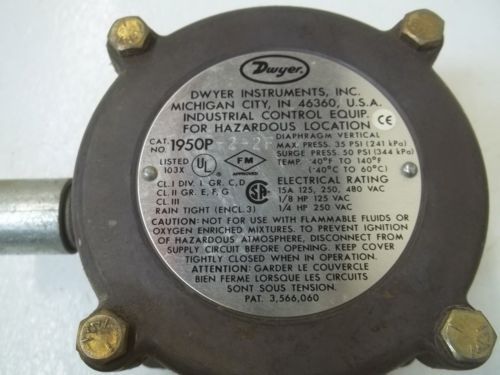 Dwyer.
DWYER INSTRUMENTS, INC.
MICHIGAN CITY, IN 46360, U.S.A.
INDUSTRIAL CONTROL EQUIP.
FOR HAZARDOUS LOCATION
CE
CAT. NO. 1950P-2-2F
DIAPHRAGM VERTICAL
MAX. PRESS. 35 PSI (241 kPa)
SURGE PRESS. 50 PSI (344 kPa)
TEMP. -40°F TO 140°F
(-40°C TO 60°C)
LISTED 103X
UL
FM
APPROVED
CL.I DIV. I. GR. C, D
CL.II GR. E, F, G
CL.III
RAIN TIGHT (ENCL.3)
SA
ELECTRICAL RATING
15A 125, 250, 480 VAC
1/8 HP 125 VAC
1/4 HP 250 VAC
CAUTION: NOT FOR USE WITH FLAMMABLE FLUIDS OR
OXYGEN ENRICHED MIXTURES. TO PREVENT IGNITION
OF HAZARDOUS ATMOSPHERE, DISCONNECT FROM
SUPPLY CIRCUIT BEFORE OPENING. KEEP COVER
TIGHTLY CLOSED WHEN IN OPERATION.
ATTENTION: GARDER LE COUVERCLE
BIEN FERME LORSQUE LES CIRCUITS
SONT SOUS TENSION.
PAT. 3,566,060